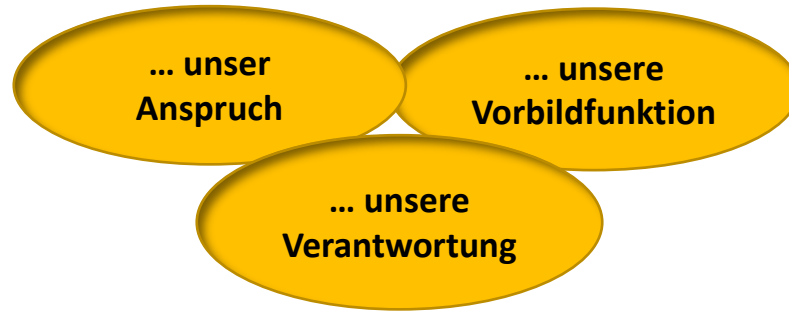 … unser
Anspruch
… unsere
Vorbildfunktion
… unsere
Verantwortung